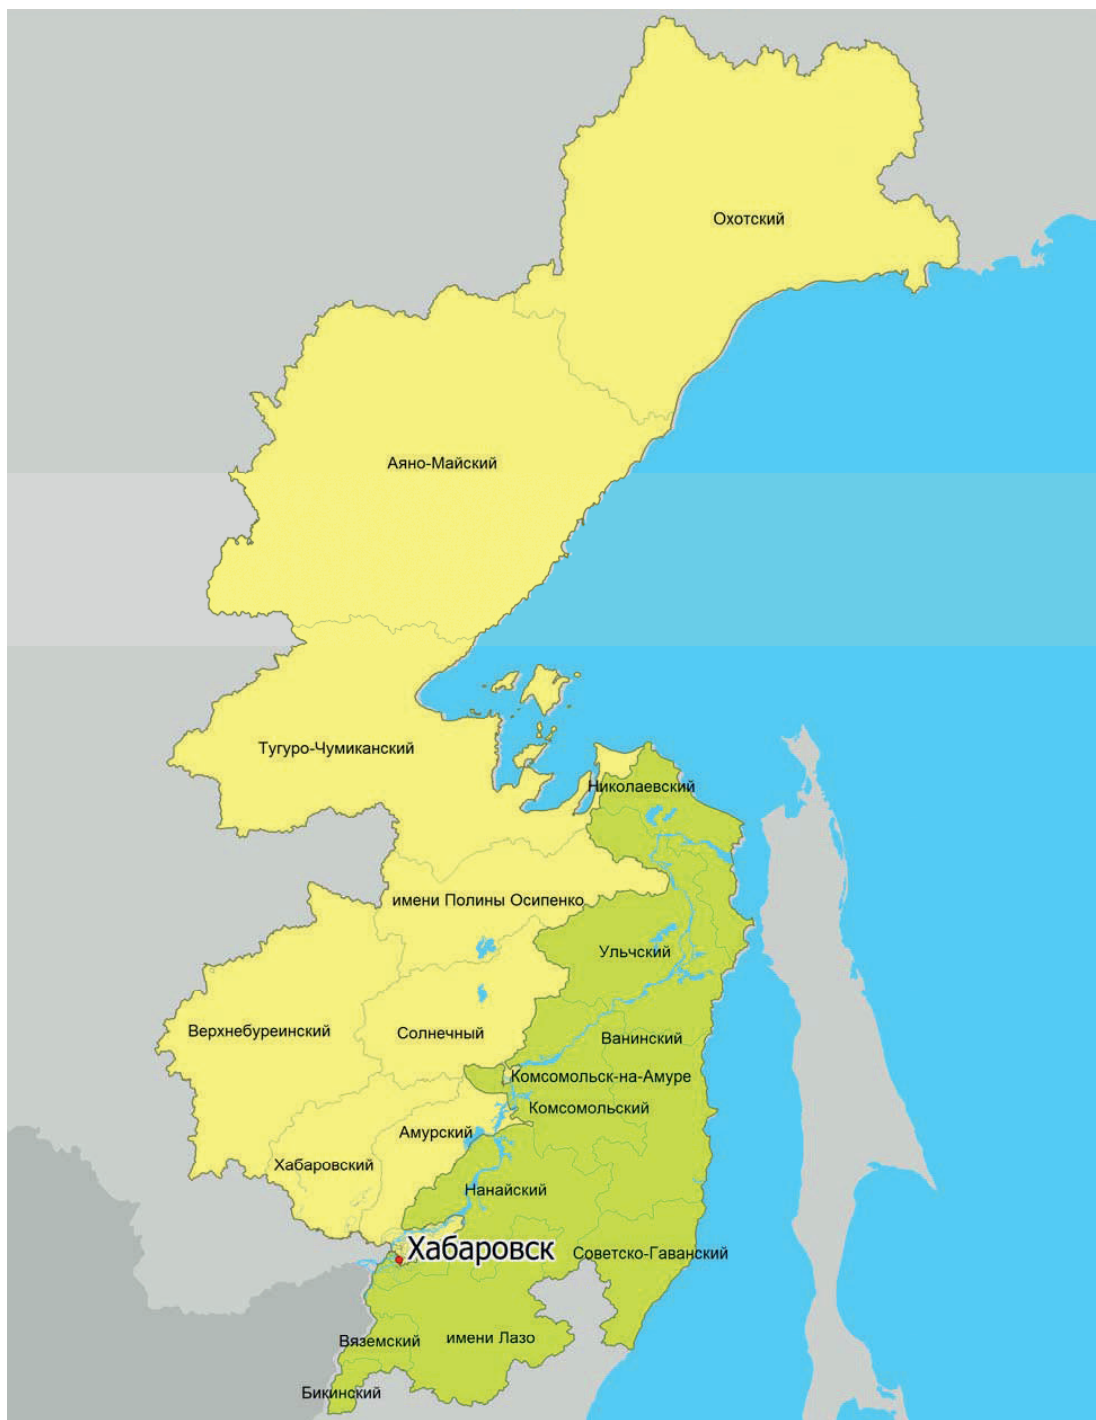 Охотский
Аяно-Майский
Тугуро-Чумиканский
Николаевский
имени Полины Осипенко
Ульчский
Верхнебуреинский
Солнечный
Ванинский
Комсомольск-на-Амуре
Комсомольский
Амурский
Хабаровский
Нанайский
Хабаровск
Советско-Гаванский
Вяземский
имени Лазо
Бикинский